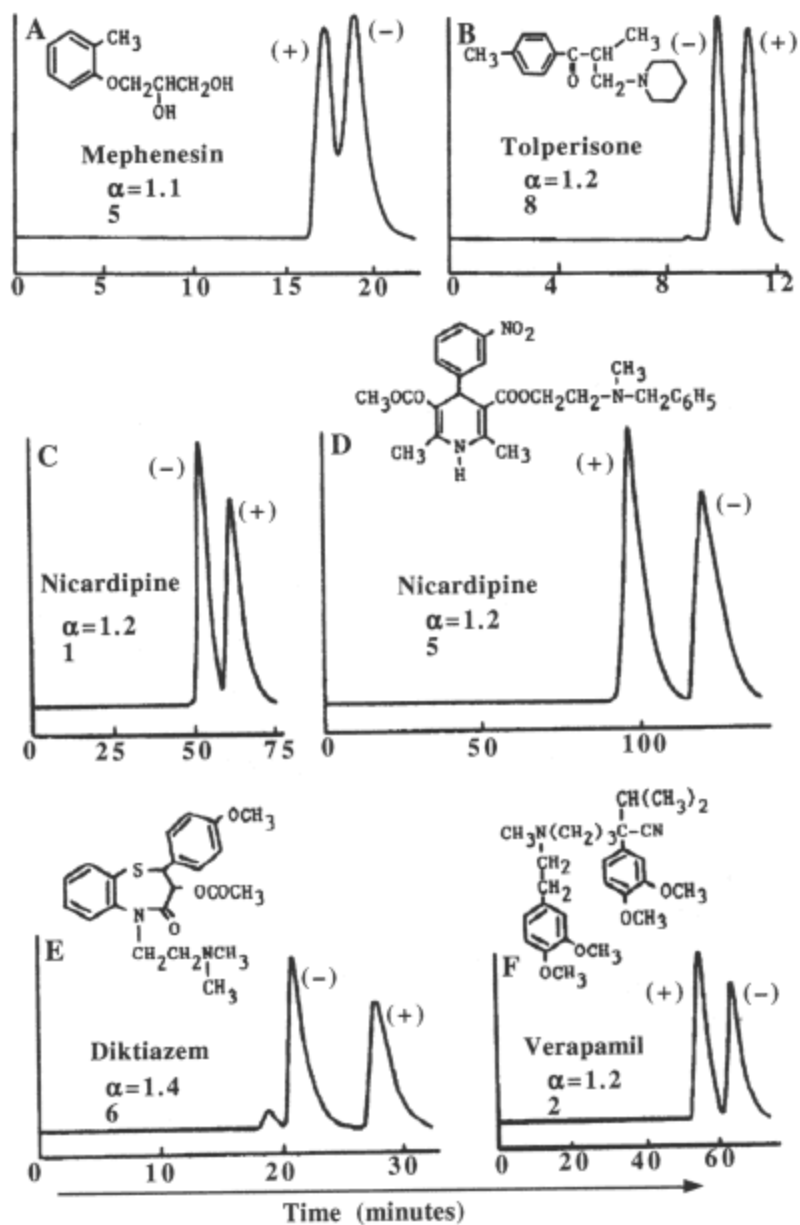 A
CH3
OCH2CHCH2OH
OH
Mephenesin
α=1.1
5
(+)
(-)
0 5 10 15 20
B
CH3
C-CH
O
CH3
CH2-N
Tolperisone
α=1.2
8
(-)
(+)
0 4 8 12
C
(-)
(+)
Nicardipine
α=1.2
1
0 25 50 75
NO2
CH3
CH3OCO
COOCH2CH2-N-CH2C6H5
CH3
N
CH3
H
D
(+)
(-)
Nicardipine
α=1.2
5
0 50 100
OCH3
S
OCOCH3
N
O
CH2CH2NCH3
CH3
E
(-)
(+)
Diktiazem
α=1.4
6
0 10 20 30
CH(CH3)2
CH3N(CH2)3C-CN
CH2
CH2
OCH3
OCH3
OCH3
OCH3
F
(+)
(-)
Verapamil
α=1.2
2
0 20 40 60
Time (minutes)